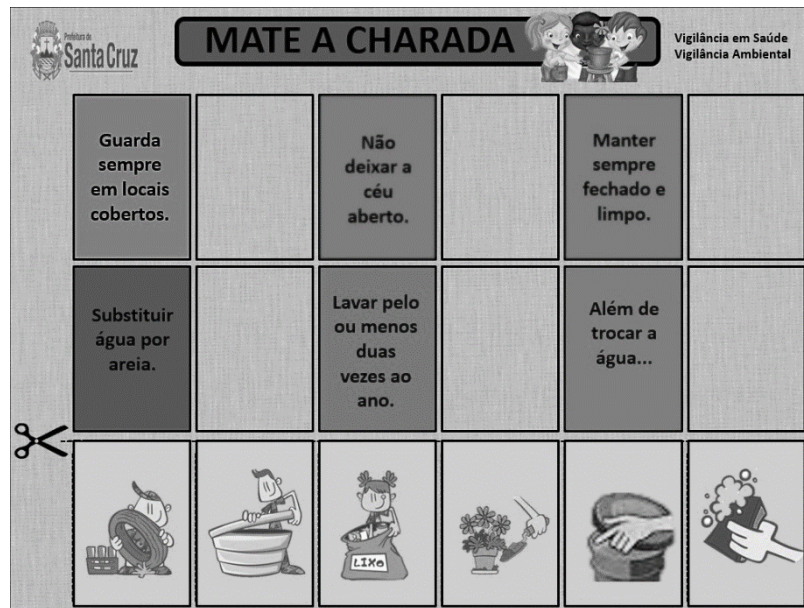 Prefeitura de
Santa Cruz
MATE A CHARADA
Vigilância em Saúde
Vigilância Ambiental
Guarda
sempre
em locais
cobertos.
Não
deixar a
céu
aberto.
Manter
sempre
fechado e
limpo.
Substituir
água por
areia.
Lavar pelo
ou menos
duas
vezes ao
ano.
Além de
trocar a
água...
LIXO